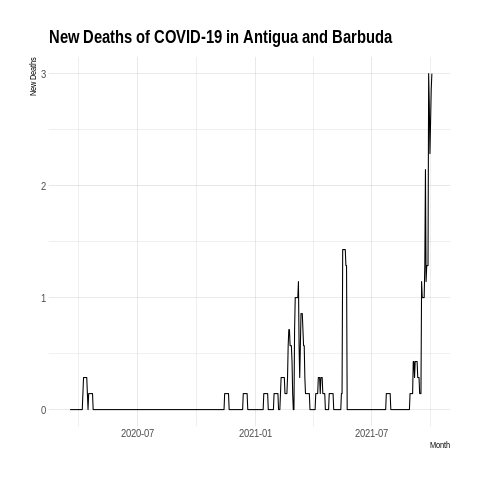 New Deaths of COVID-19 in Antigua and Barbuda
New Deaths
3
2
1
0
2020-07 2021-01 2021-07
Month